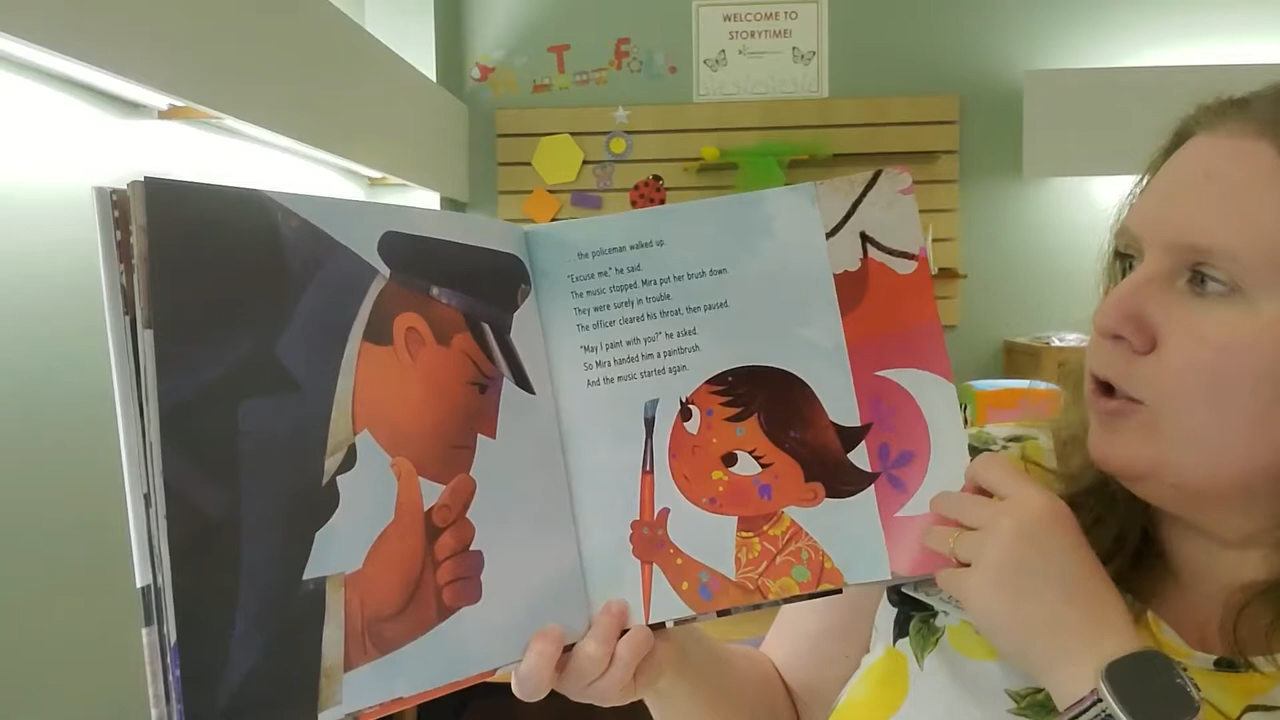 WELCOME TO
STORYTIME!
T F
. . . the policeman walked up.
"Excuse me," he said.
The music stopped. Mira put her brush down.
They were surely in trouble.
The officer cleared his throat, then paused.
"May I paint with you?" he asked.
So Mira handed him a paintbrush.
And the music started again.